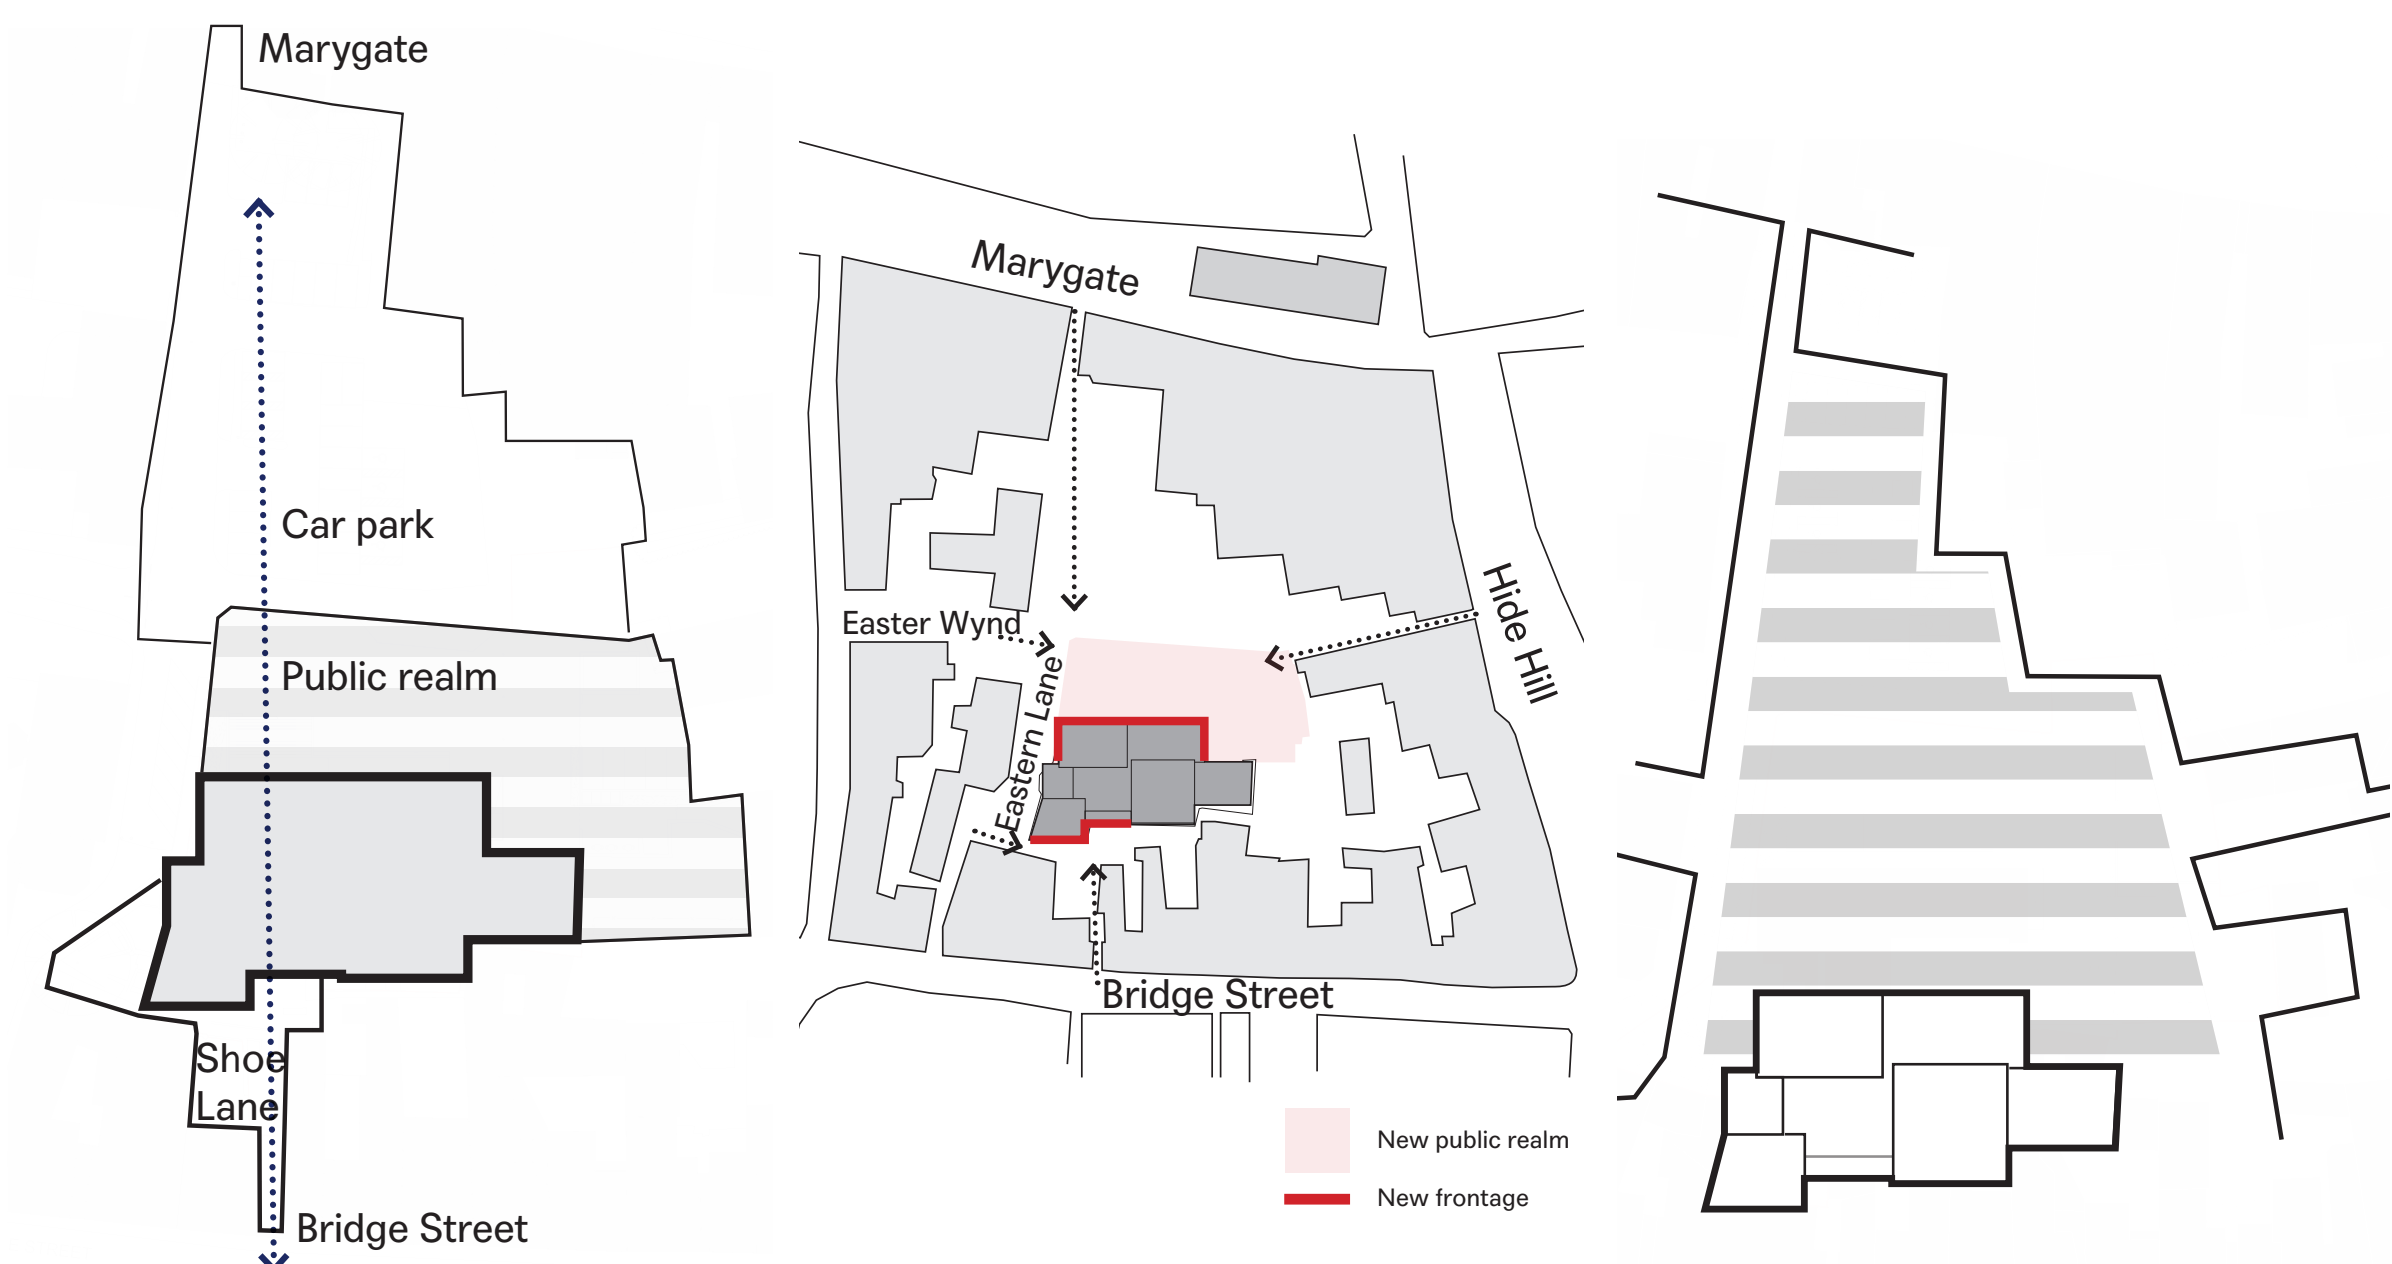 Marygate
Car park
Public realm
Shoe
Lane
Bridge Street
Marygate
Easter Wynd
Eastern Lane
Hide Hill
Bridge Street
New public realm
New frontage